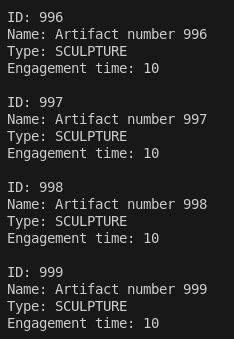 ID: 996
Name: Artifact number 996
Type: SCULPTURE
Engagement time: 10
ID: 997
Name: Artifact number 997
Type: SCULPTURE
Engagement time: 10
ID: 998
Name: Artifact number 998
Type: SCULPTURE
Engagement time: 10
ID: 999
Name: Artifact number 999
Type: SCULPTURE
Engagement time: 10